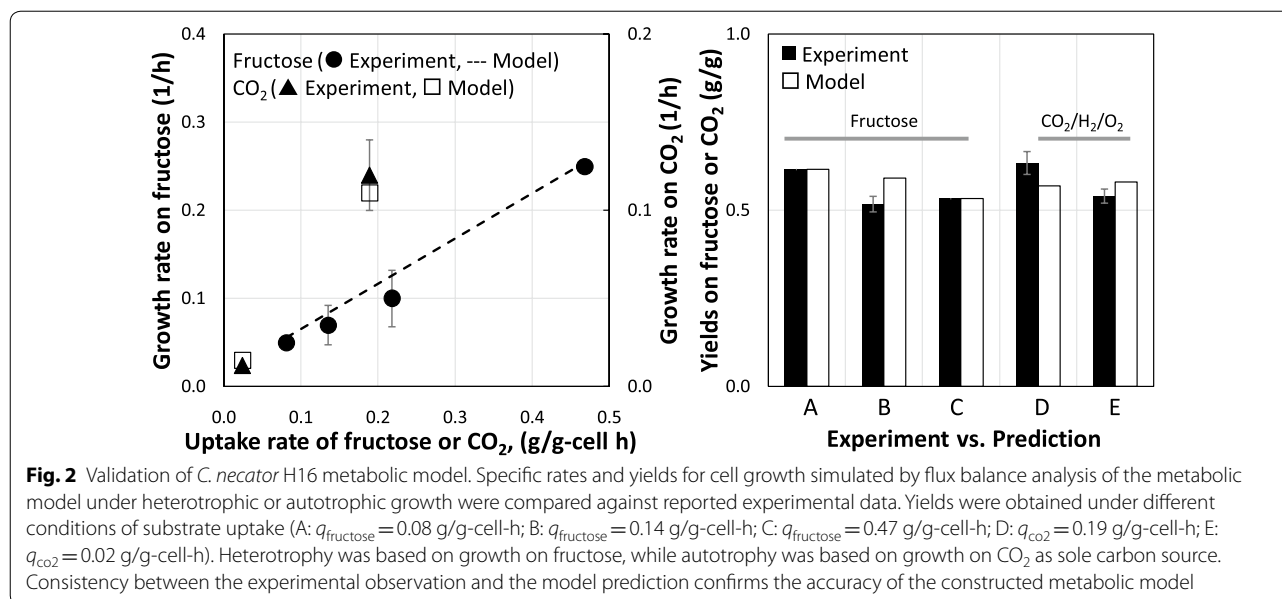 Growth rate on fructose (1/h)
0.4
0.3
0.2
0.1
0.0
Fructose (● Experiment, --- Model)
CO₂ (▲ Experiment, □ Model)
0.2
0.1
0.0
Growth rate on CO₂ (1/h)
0.0 0.1 0.2 0.3 0.4 0.5
Uptake rate of fructose or CO₂, (g/g-cell h)
Yields on fructose or CO₂ (g/g)
1.0
0.5
0.0
■ Experiment
□ Model
Fructose
CO₂/H₂/O₂
A B C D E
Experiment vs. Prediction
Fig. 2 Validation of C. necator H16 metabolic model. Specific rates and yields for cell growth simulated by flux balance analysis of the metabolic
model under heterotrophic or autotrophic growth were compared against reported experimental data. Yields were obtained under different
conditions of substrate uptake (A: q_fructose = 0.08 g/g-cell-h; B: q_fructose = 0.14 g/g-cell-h; C: q_fructose = 0.47 g/g-cell-h; D: q_co2 = 0.19 g/g-cell-h; E:
q_co2 = 0.02 g/g-cell-h). Heterotrophy was based on growth on fructose, while autotrophy was based on growth on CO₂ as sole carbon source.
Consistency between the experimental observation and the model prediction confirms the accuracy of the constructed metabolic model